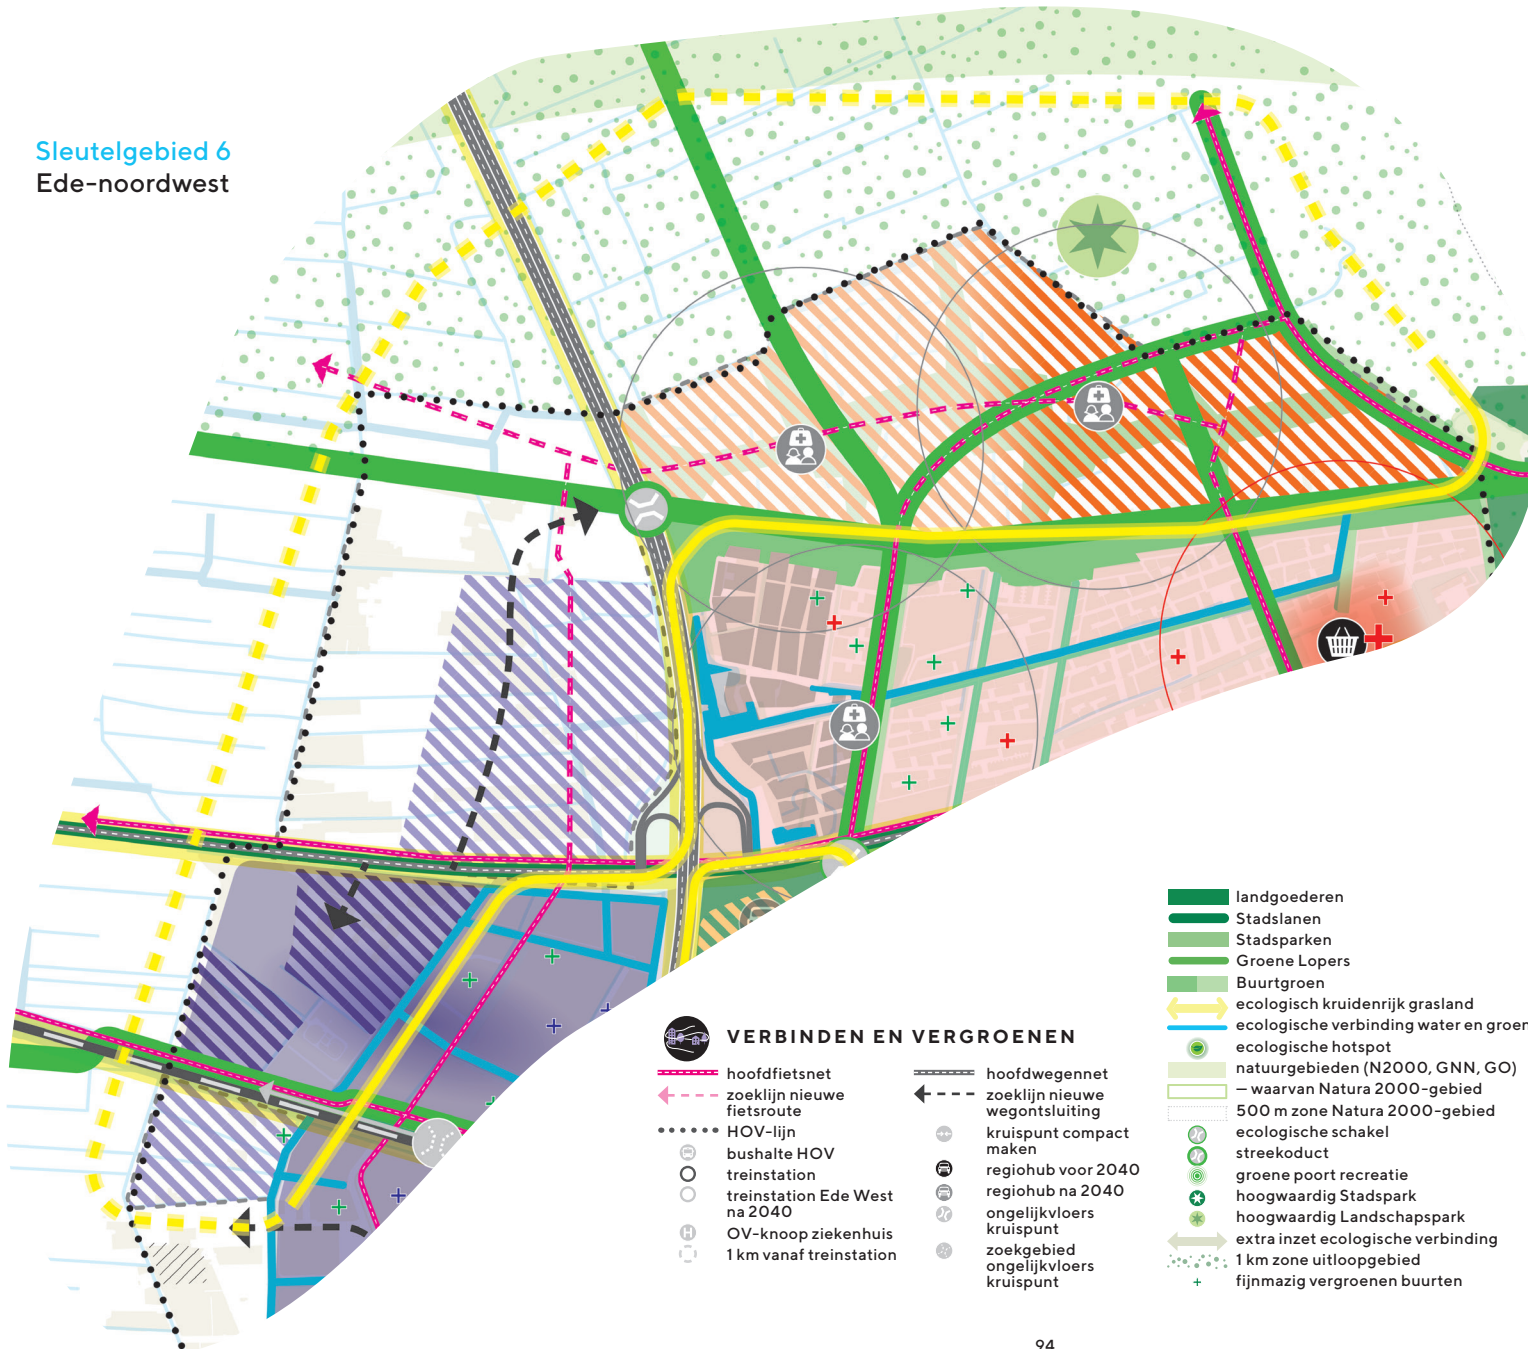 Sleutelgebied 6
Ede-noordwest
VERBINDEN EN VERGROENEN
hoofdfietsnet
zoeklijn nieuwe
fietsroute
HOV-lijn
bushalte HOV
treinstation
treinstation Ede West
na 2040
H
OV-knoop ziekenhuis
1 km vanaf treinstation
hoofdwegennet
zoeklijn nieuwe
wegontsluiting
kruispunt compact
maken
regiohub voor 2040
regiohub na 2040
ongelijkvloers
kruispunt
zoekgebied
ongelijkvloers
kruispunt
landgoederen
Stadslanen
Stadsparken
Groene Lopers
Buurtgroen
ecologisch kruidenrijk grasland
ecologische verbinding water en groen
ecologische hotspot
natuurgebieden (N2000, GNN, GO)
— waarvan Natura 2000-gebied
500 m zone Natura 2000-gebied
ecologische schakel
streekoduct
groene poort recreatie
hoogwaardig Stadspark
hoogwaardig Landschapspark
extra inzet ecologische verbinding
1 km zone uitloopgebied
fijnmazig vergroenen buurten
94